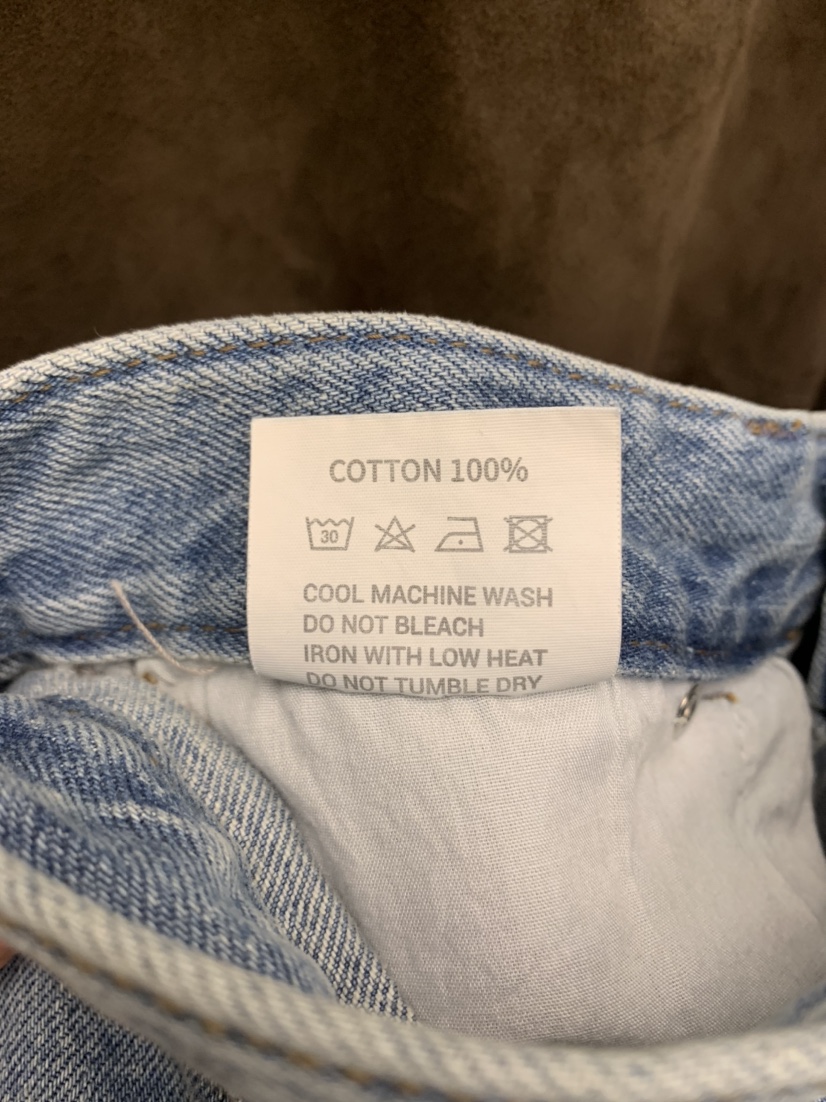 COTTON 100%
30
COOL MACHINE WASH
DO NOT BLEACH
IRON WITH LOW HEAT
DO NOT TUMBLE DRY